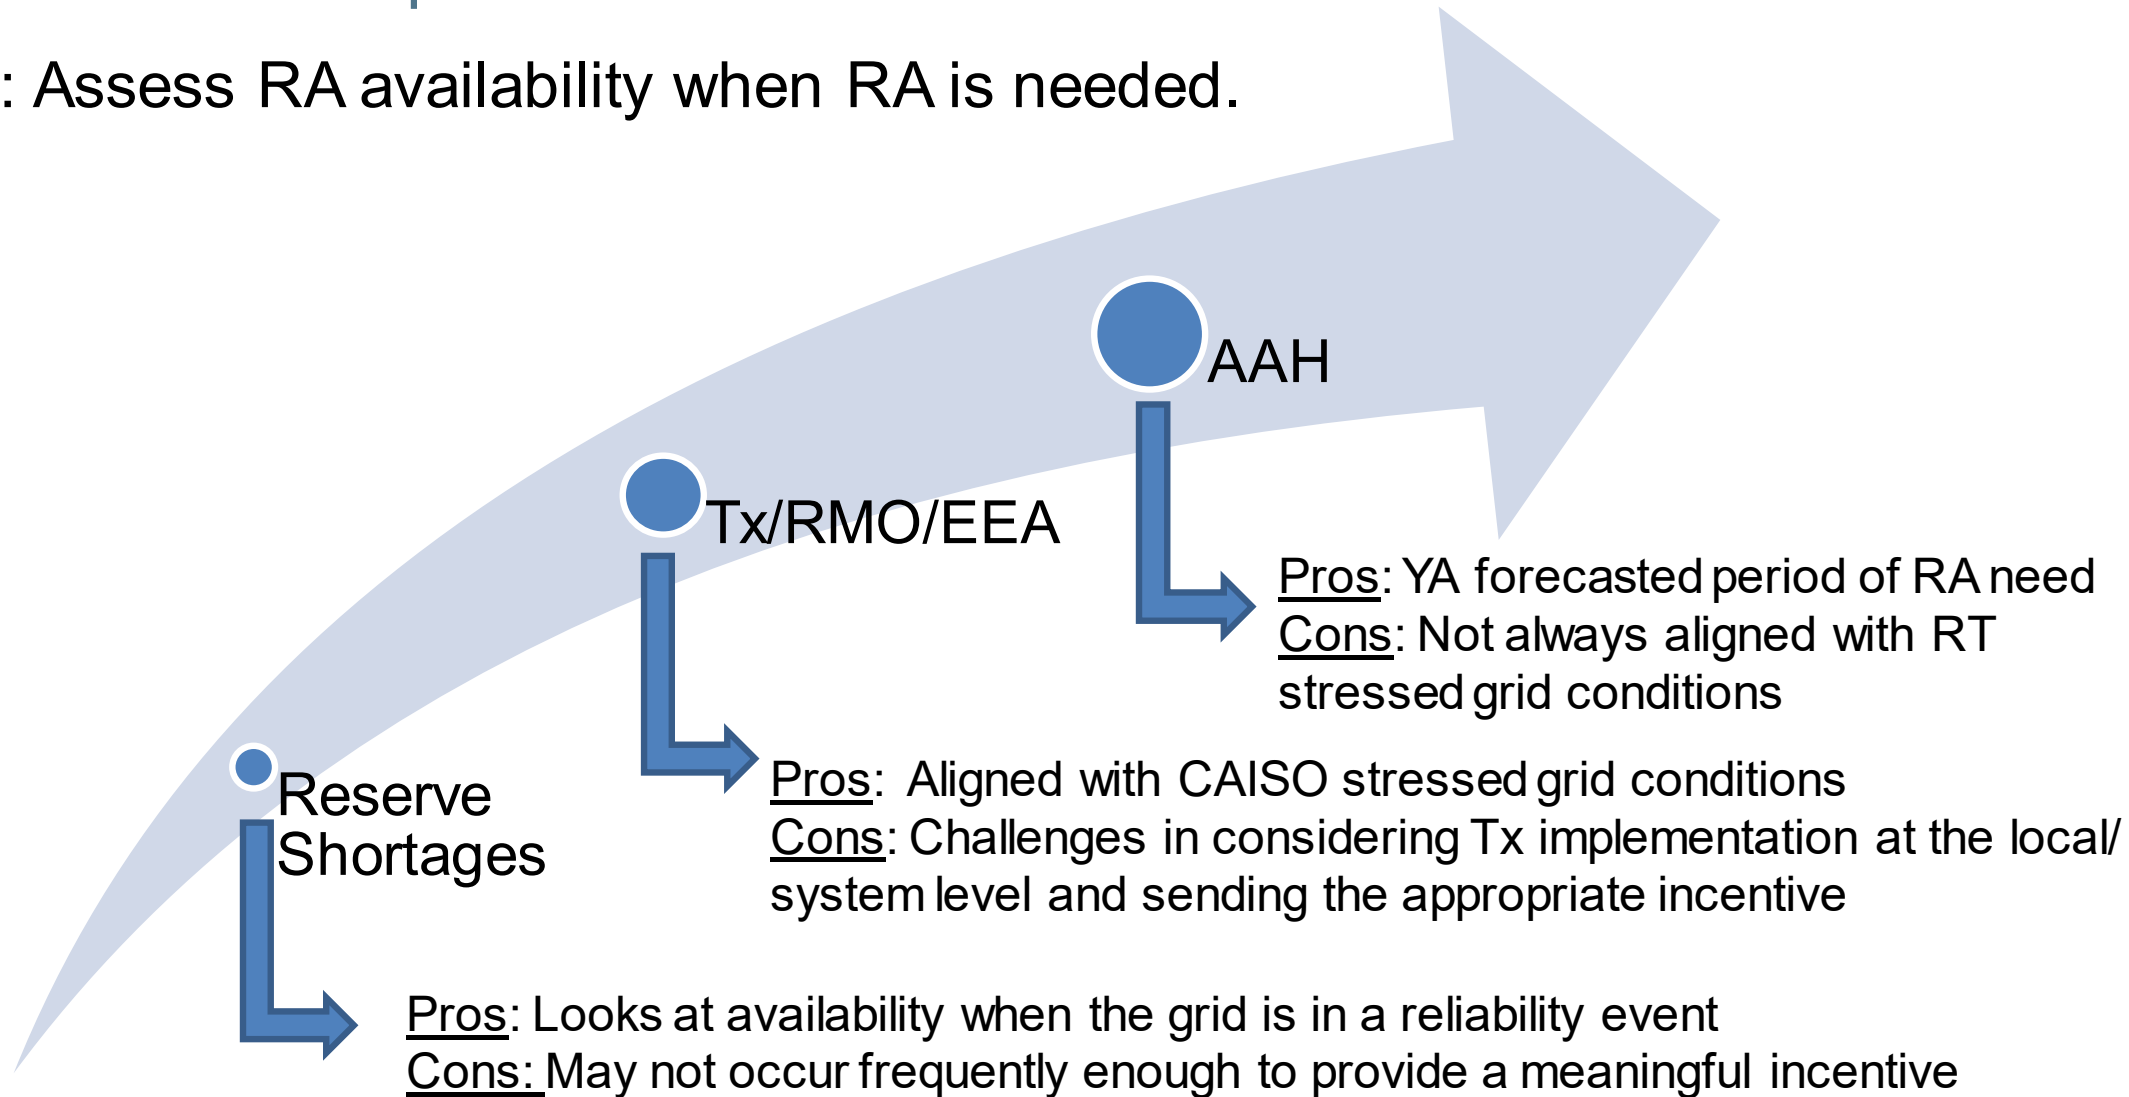 : Assess RA availability when RA is needed.
AAH
Tx/RMO/EEA
Pros: YA forecasted period of RA need
Cons: Not always aligned with RT
stressed grid conditions
Reserve
Shortages
Pros:  Aligned with CAISO stressed grid conditions
Cons: Challenges in considering Tx implementation at the local/
system level and sending the appropriate incentive
Pros: Looks at availability when the grid is in a reliability event
Cons: May not occur frequently enough to provide a meaningful incentive